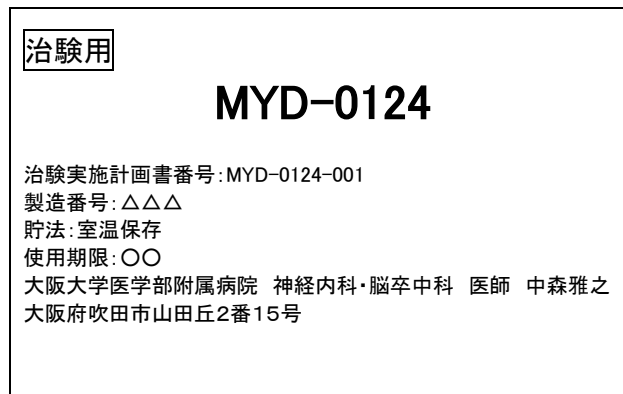 治験用
MYD-0124
治験実施計画書番号:MYD-0124-001
製造番号:△△△
貯法:室温保存
使用期限:〇〇
大阪大学医学部附属病院　神経内科・脳卒中科　医師　中森雅之
大阪府吹田市山田丘2番15号